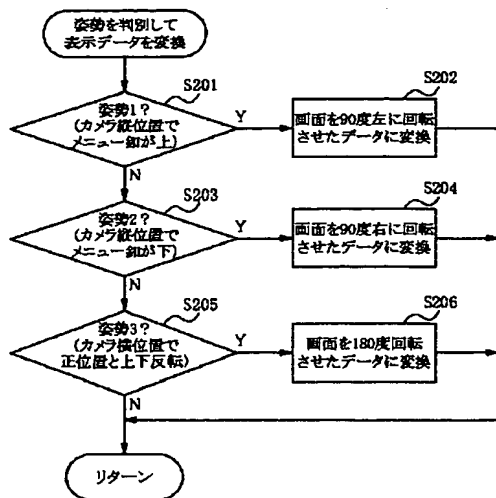 姿勢を判別して
表示データを変換
S201
姿勢1?
(カメラ縦位置で
メニュー釦が上)
Y
N
S202
画面を90度左に回転
させたデータに変換
S203
姿勢2?
(カメラ縦位置で
メニュー釦が下)
Y
N
S204
画面を90度右に回転
させたデータに変換
S205
姿勢3?
(カメラ横位置で
正位置と上下反転)
Y
N
S206
画面を180度回転
させたデータに変換
リターン